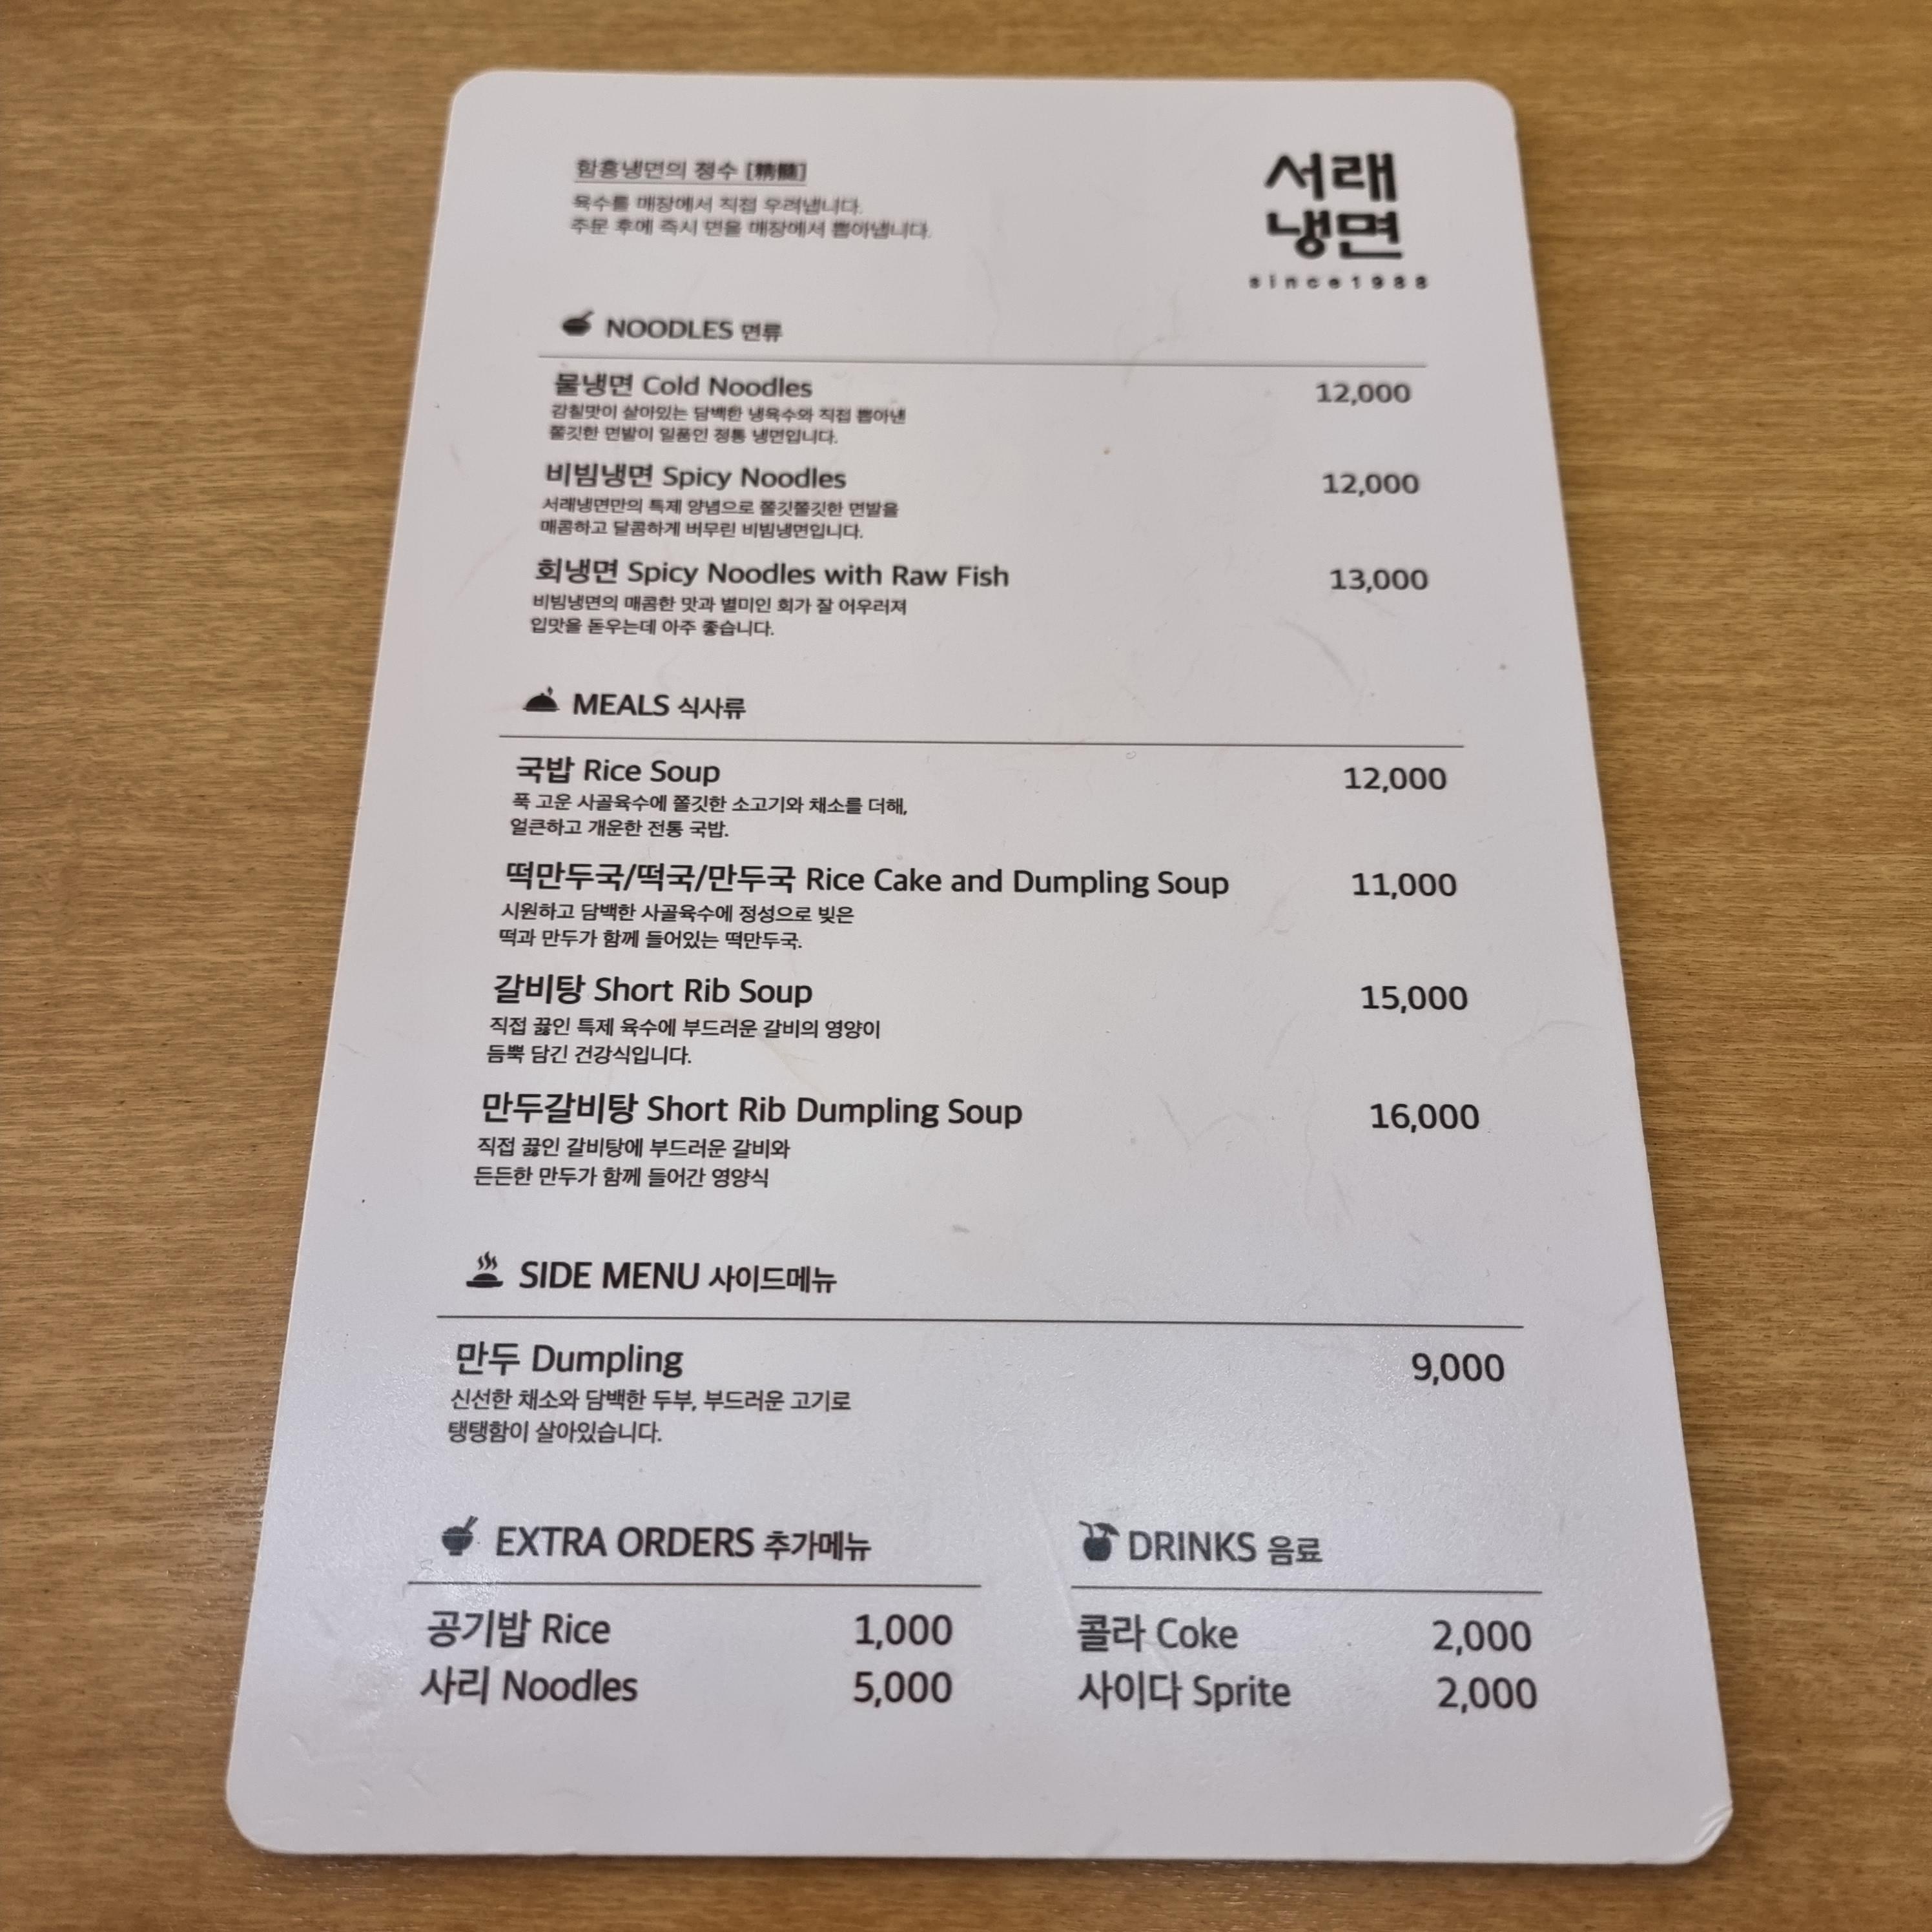 함흥냉면의 정수 [精髓]
육수를 매장에서 직접 우려냅니다.
주문 후에 즉시 면을 매장에서 뽑아냅니다.
서래
냉면
since1988
NOODLES 면류
물냉면 Cold Noodles 12,000
감칠맛이 살아있는 담백한 냉육수와 직접 뽑아낸
쫄깃한 면발이 일품인 정통 냉면입니다.
비빔냉면 Spicy Noodles 12,000
서래냉면만의 특제 양념으로 쫄깃쫄깃한 면발을
매콤하고 달콤하게 버무린 비빔냉면입니다.
회냉면 Spicy Noodles with Raw Fish 13,000
비빔냉면의 매콤한 맛과 별미인 회가 잘 어우러져
입맛을 돋우는데 아주 좋습니다.
MEALS 식사류
국밥 Rice Soup 12,000
푹 고운 사골육수에 쫄깃한 소고기와 채소를 더해,
얼큰하고 개운한 전통 국밥.
떡만두국/떡국/만두국 Rice Cake and Dumpling Soup 11,000
시원하고 담백한 사골육수에 정성으로 빚은
떡과 만두가 함께 들어있는 떡만두국.
갈비탕 Short Rib Soup 15,000
직접 끓인 특제 육수에 부드러운 갈비의 영양이
듬뿍 담긴 건강식입니다.
만두갈비탕 Short Rib Dumpling Soup 16,000
직접 끓인 갈비탕에 부드러운 갈비와
든든한 만두가 함께 들어간 영양식
SIDE MENU 사이드메뉴
만두 Dumpling 9,000
신선한 채소와 담백한 두부, 부드러운 고기로
탱탱함이 살아있습니다.
EXTRA ORDERS 추가메뉴
공기밥 Rice 1,000
사리 Noodles 5,000
DRINKS 음료
콜라 Coke 2,000
사이다 Sprite 2,000